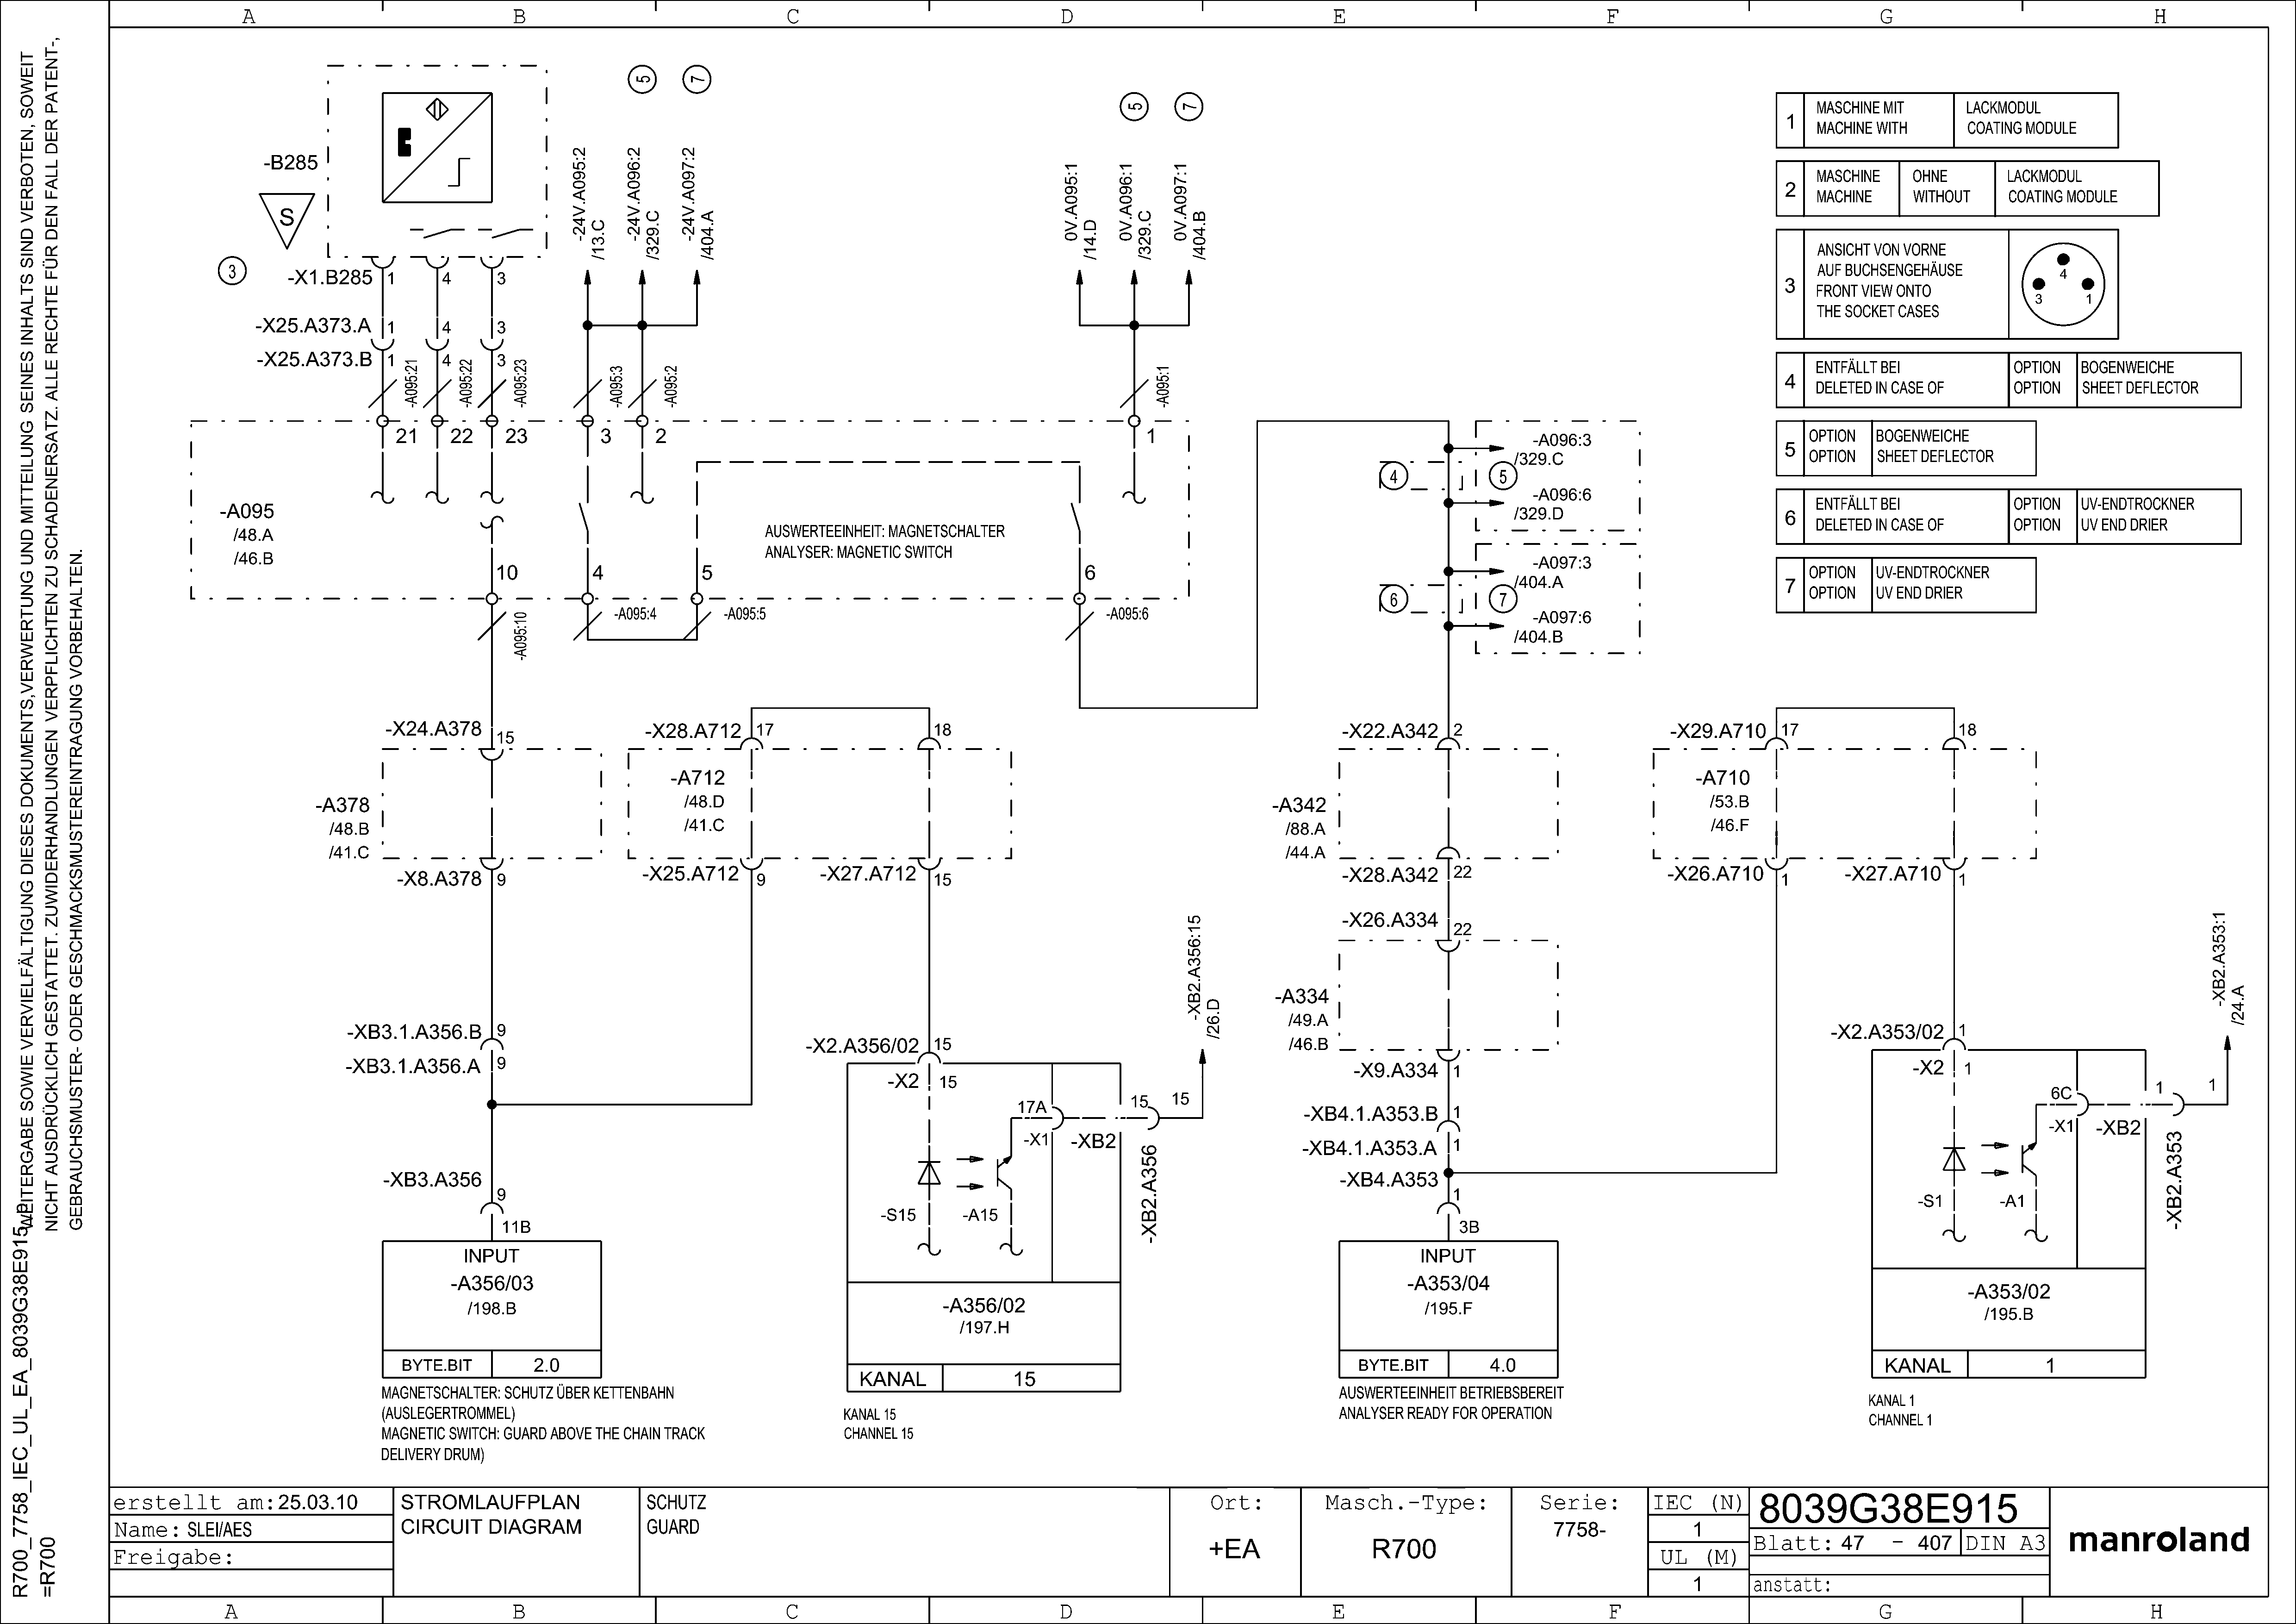 A B C D E F G H
WEITERGABE SOWIE VERVIELFÄLTIGUNG DIESES DOKUMENTS,VERWERTUNG UND MITTEILUNG SEINES INHALTS SIND VERBOTEN, SOWEIT
NICHT AUSDRÜCKLICH GESTATTET. ZUWIDERHANDLUNGEN VERPFLICHTEN ZU SCHADENERSATZ. ALLE RECHTE FÜR DEN FALL DER PATENT-,
GEBRAUCHSMUSTER- ODER GESCHMACKSMUSTEREINTRAGUNG VORBEHALTEN.
=R700
5 7
5 7
-B285
S
3
-24V.A095:2
/13.C
-24V.A096:2
/329.C
-24V.A097:2
/404.A
0V.A095:1
/14.D
0V.A096:1
/329.C
0V.A097:1
/404.B
-X1.B285 1 4 3
-X25.A373.A 1 4 3
-X25.A373.B 1 4 3
-A095:21
-A095:22
-A095:23
-A095:3
-A095:2
-A095:1
21 22 23 3 2 1
-A095
/48.A
/46.B
AUSWERTEEINHEIT: MAGNETSCHALTER
ANALYSER: MAGNETIC SWITCH
10 4 5 6
-A095:10
-A095:4
-A095:5
-A095:6
-A096:3
/329.C
4 5
-A096:6
/329.D
-A097:3
/404.A
6 7
-A097:6
/404.B
1 MASCHINE MIT LACKMODUL
MACHINE WITH COATING MODULE
2 MASCHINE OHNE LACKMODUL
MACHINE WITHOUT COATING MODULE
3 ANSICHT VON VORNE
AUF BUCHSENGEHÄUSE
FRONT VIEW ONTO
THE SOCKET CASES
4
3 1
4 ENTFÄLLT BEI OPTION BOGENWEICHE
DELETED IN CASE OF OPTION SHEET DEFLECTOR
5 OPTION BOGENWEICHE
OPTION SHEET DEFLECTOR
6 ENTFÄLLT BEI OPTION UV-ENDTROCKNER
DELETED IN CASE OF OPTION UV END DRIER
7 OPTION UV-ENDTROCKNER
OPTION UV END DRIER
-X24.A378 15
-A378
/48.B
/41.C
-X8.A378 9
-X28.A712 17 18
-A712
/48.D
/41.C
-X25.A712 9
-X27.A712 15
-X22.A342 2
-A342
/88.A
/44.A
-X28.A342 22
-X26.A334 22
-A334
/49.A
/46.B
-X9.A334 1
-X29.A710 17 18
-A710
/53.B
/46.F
-X26.A710 1
-X27.A710 1
-XB3.1.A356.B 9
-XB3.1.A356.A 9
-XB3.A356 9
11B
INPUT
-A356/03
/198.B
BYTE.BIT 2.0
MAGNETSCHALTER: SCHUTZ ÜBER KETTENBAHN
(AUSLEGERTROMMEL)
MAGNETIC SWITCH: GUARD ABOVE THE CHAIN TRACK
DELIVERY DRUM)
-X2.A356/02 15
-X2 15
17A 15 15
-X1 -XB2
-XB2.A356
-XB2.A356:15
/26.D
-S15 -A15
-A356/02
/197.H
KANAL 15
KANAL 15
CHANNEL 15
-XB4.1.A353.B 1
-XB4.1.A353.A 1
-XB4.A353 1
3B
INPUT
-A353/04
/195.F
BYTE.BIT 4.0
AUSWERTEEINHEIT BETRIEBSBEREIT
ANALYSER READY FOR OPERATION
-X2.A353/02 1
-X2 1
6C 1 1
-X1 -XB2
-XB2.A353
-XB2.A353:1
/24.A
-S1 -A1
-A353/02
/195.B
KANAL 1
KANAL 1
CHANNEL 1
erstellt am: 25.03.10
Name: SLEI/AES
Freigabe:
STROMLAUFPLAN
CIRCUIT DIAGRAM
SCHUTZ
GUARD
Ort:
+EA
Masch.-Type:
R700
Serie:
7758-
IEC (N)
1
UL (M)
1
8039G38E915
Blatt: 47 - 407 DIN A3
anstatt:
manroland
A B C D E F G H